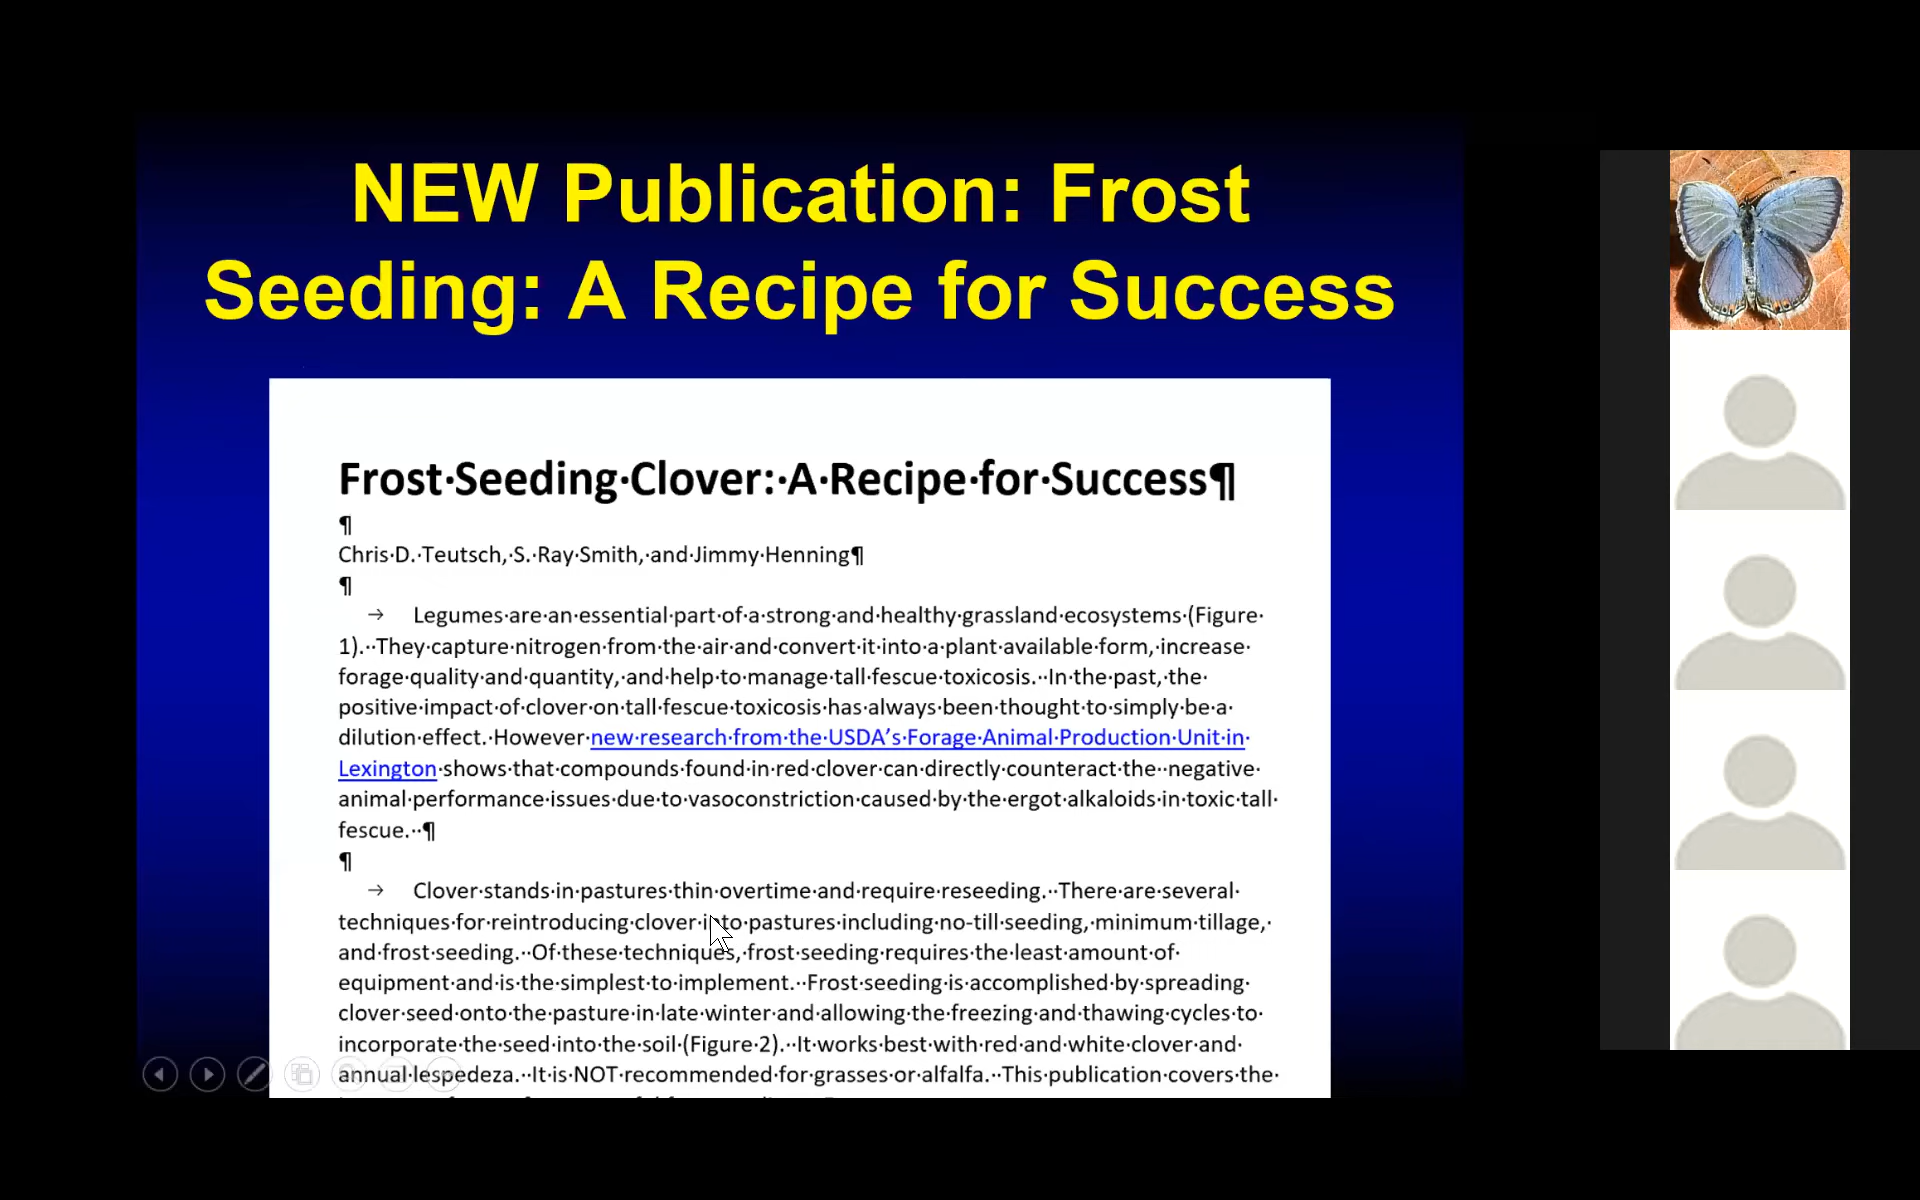 NEW Publication: Frost
Seeding: A Recipe for Success
Frost·Seeding·Clover:·A·Recipe·for·Success¶
¶
Chris·D.·Teutsch,·S.·Ray·Smith,·and·Jimmy·Henning¶
¶
→ Legumes·are·an·essential·part·of·a·strong·and·healthy·grassland·ecosystems·(Figure·
1).··They·capture·nitrogen·from·the·air·and·convert·it·into·a·plant·available·form,·increase·
forage·quality·and·quantity,·and·help·to·manage·tall·fescue·toxicosis.··In·the·past,·the·
positive·impact·of·clover·on·tall·fescue·toxicosis·has·always·been·thought·to·simply·be·a·
dilution·effect.·However·new·research·from·the·USDA’s·Forage·Animal·Production·Unit·in·
Lexington·shows·that·compounds·found·in·red·clover·can·directly·counteract·the··negative·
animal·performance·issues·due·to·vasoconstriction·caused·by·the·ergot·alkaloids·in·toxic·tall·
fescue.··¶
¶
→ Clover·stands·in·pastures·thin·overtime·and·require·reseeding.··There·are·several·
techniques·for·reintroducing·clover·into·pastures·including·no-till·seeding,·minimum·tillage,·
and·frost·seeding.··Of·these·techniques,·frost·seeding·requires·the·least·amount·of·
equipment·and·is·the·simplest·to·implement.··Frost·seeding·is·accomplished·by·spreading·
clover·seed·onto·the·pasture·in·late·winter·and·allowing·the·freezing·and·thawing·cycles·to·
incorporate·the·seed·into·the·soil·(Figure·2).··It·works·best·with·red·and·white·clover·and·
annual·lespedeza.··It·is·NOT·recommended·for·grasses·or·alfalfa.··This·publication·covers·the·